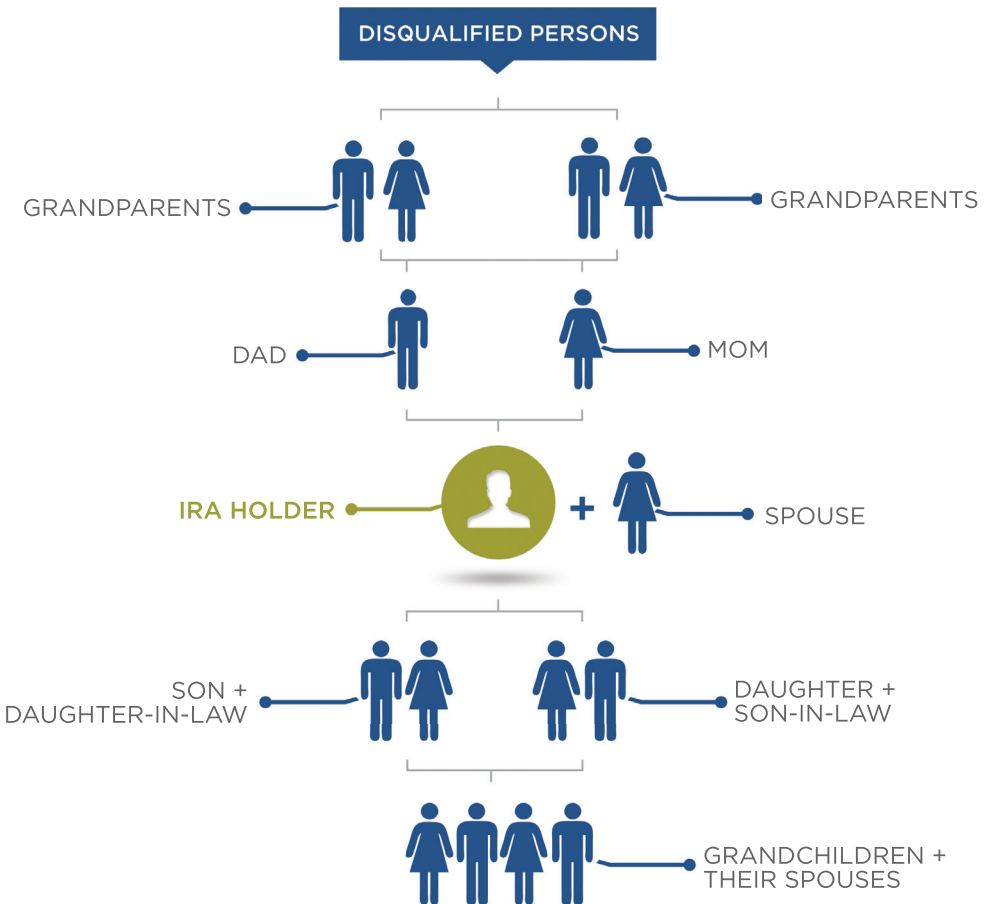 DISQUALIFIED PERSONS
GRANDPARENTS
GRANDPARENTS
DAD
MOM
IRA HOLDER
SPOUSE
SON +
DAUGHTER-IN-LAW
DAUGHTER +
SON-IN-LAW
GRANDCHILDREN +
THEIR SPOUSES